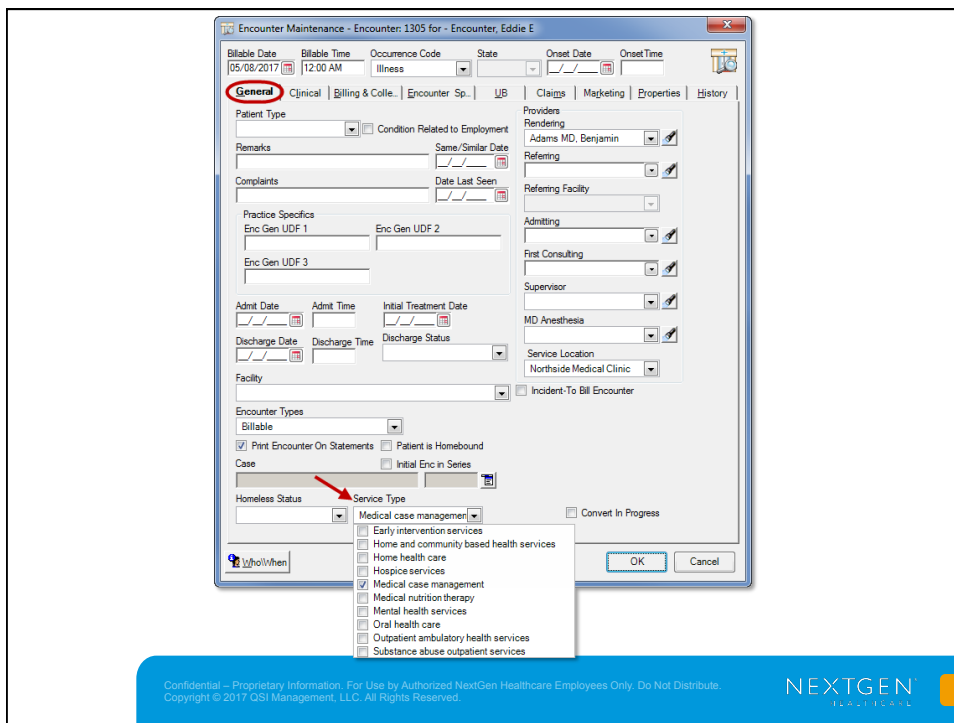 Encounter Maintenance - Encounter: 1305 for - Encounter, Eddie E
Billable Date Billable Time Occurrence Code State Onset Date OnsetTime
05/08/2017 12:00 AM Illness _/_/___
General Clinical Billing & Colle... Encounter Sp... UB Claims Marketing Properties History
Patient Type
Condition Related to Employment
Remarks Same/Similar Date
_/_/___
Complaints Date Last Seen
_/_/___
Practice Specifics
Enc Gen UDF 1 Enc Gen UDF 2
Enc Gen UDF 3
Admit Date Admit Time Initial Treatment Date
_/_/___ _/_/___
Discharge Date Discharge Time Discharge Status
_/_/___
Facility
Encounter Types
Billable
Print Encounter On Statements Patient is Homebound
Case Initial Enc in Series
Homeless Status Service Type
Medical case managemen
Early intervention services
Home and community based health services
Home health care
Hospice services
Medical case management
Medical nutrition therapy
Mental health services
Oral health care
Outpatient ambulatory health services
Substance abuse outpatient services
Providers
Rendering
Adams MD, Benjamin
Referring
Referring Facility
Admitting
First Consulting
Supervisor
MD Anesthesia
Service Location
Northside Medical Clinic
Incident-To Bill Encounter
Convert In Progress
Who\When OK Cancel
Confidential – Proprietary Information. For Use by Authorized NextGen Healthcare Employees Only. Do Not Distribute.
Copyright © 2017 QSI Management, LLC. All Rights Reserved.
NEXTGEN
HEALTHCARE